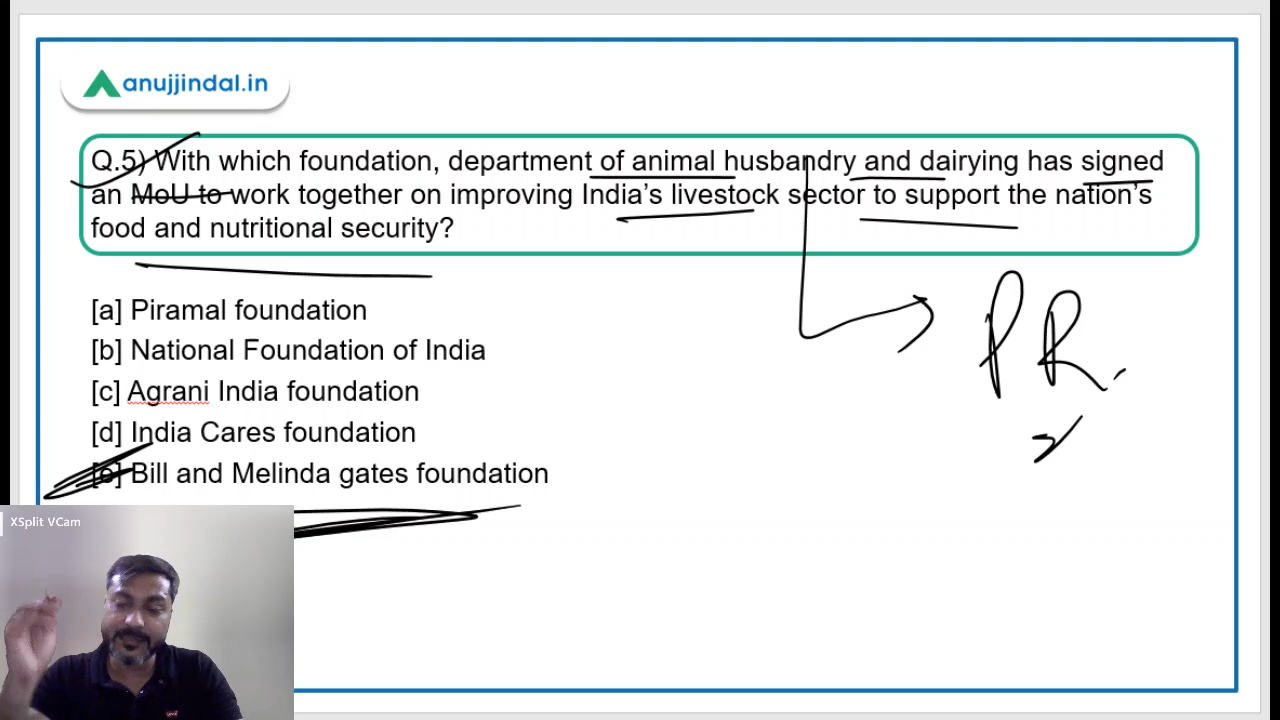 anujjindal.in
Q.5) With which foundation, department of animal husbandry and dairying has signed
an MoU to work together on improving India's livestock sector to support the nation's
food and nutritional security?
[a] Piramal foundation
PR
[b] National Foundation of India
[c] Agrani India foundation
[d] India Cares foundation
[e] Bill and Melinda gates foundation
XSplit VCam